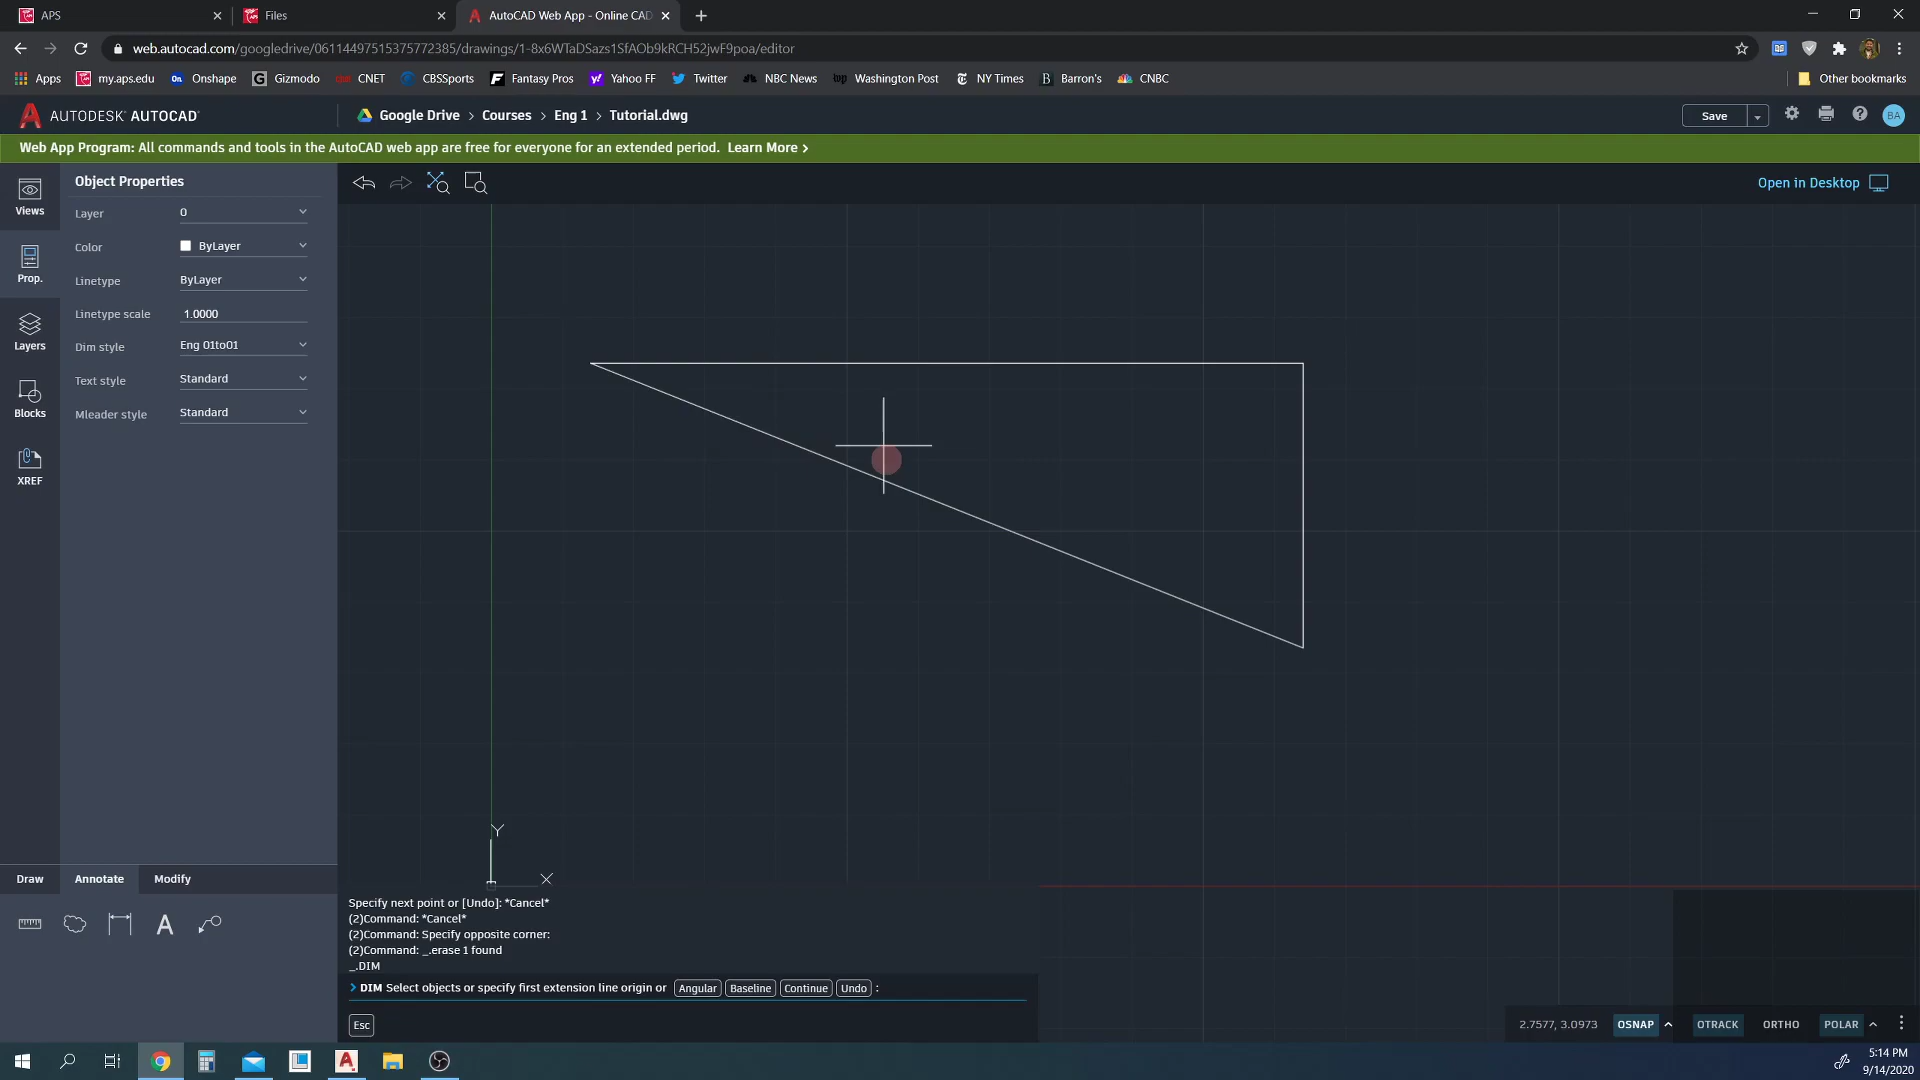 APS
Files
AutoCAD Web App - Online CAD
web.autocad.com/googledrive/06114497515375772385/drawings/1-8x6WTaDSazs1SfAOb9kRCH52jwF9poa/editor
Apps
my.aps.edu
Onshape
Gizmodo
CNET
CBSSports
Fantasy Pros
Yahoo FF
Twitter
NBC News
Washington Post
NY Times
Barron's
CNBC
Other bookmarks
AUTODESK® AUTOCAD®
Google Drive > Courses > Eng 1 > Tutorial.dwg
Save
BA
Web App Program: All commands and tools in the AutoCAD web app are free for everyone for an extended period. Learn More >
Views
Prop.
Layers
Blocks
XREF
Object Properties
Layer 0
Color ByLayer
Linetype ByLayer
Linetype scale 1.0000
Dim style Eng 01to01
Text style Standard
Mleader style Standard
Open in Desktop
Y
X
Draw
Annotate
Modify
A
Specify next point or [Undo]: *Cancel*
(2)Command: *Cancel*
(2)Command: Specify opposite corner:
(2)Command: _.erase 1 found
_.DIM
> DIM Select objects or specify first extension line origin or Angular Baseline Continue Undo :
Esc
2.7577, 3.0973
OSNAP
OTRACK
ORTHO
POLAR
5:14 PM
9/14/2020